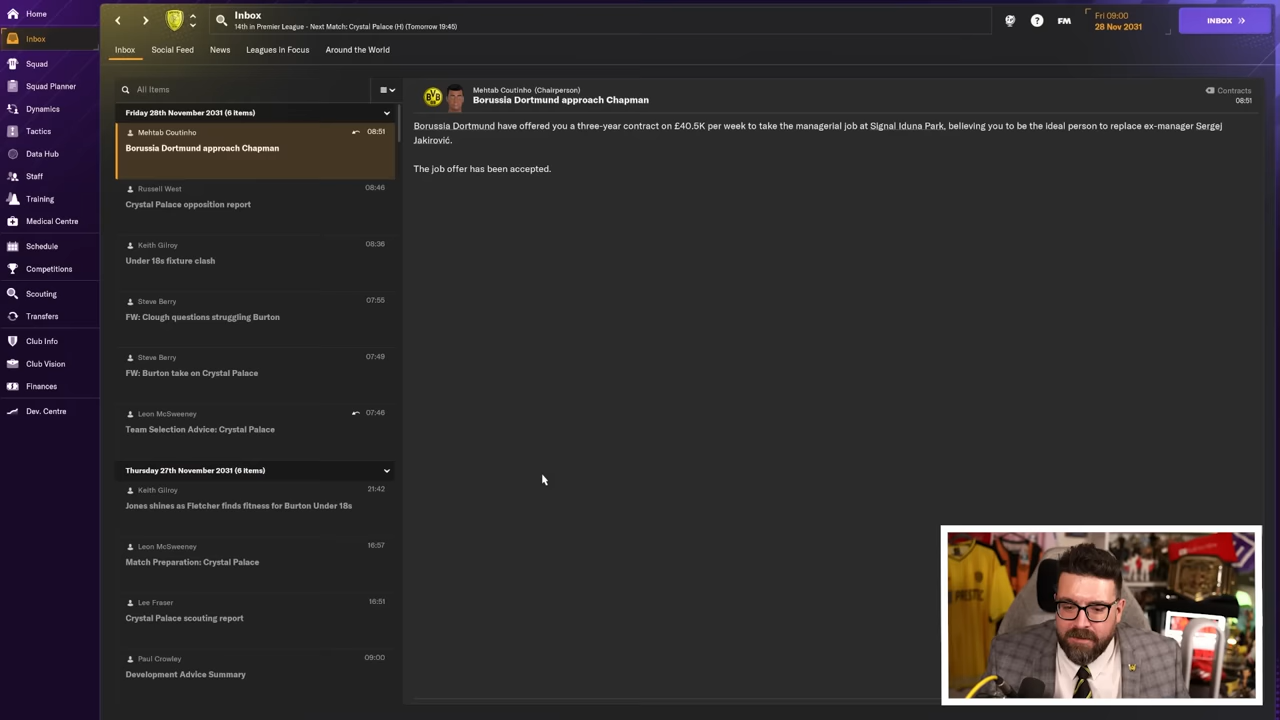 Home
Inbox
Squad
Squad Planner
Dynamics
Tactics
Data Hub
Staff
Training
Medical Centre
Schedule
Competitions
Scouting
Transfers
Club Info
Club Vision
Finances
Dev. Centre
Inbox
14th in Premier League - Next Match: Crystal Palace (H) (Tomorrow 19:45)
FM
Fri 09:00
28 Nov 2031
INBOX
Inbox Social Feed News Leagues in Focus Around the World
All Items
Friday 28th November 2031 (6 Items)
Mehtab Coutinho 08:51
Borussia Dortmund approach Chapman
Russell West 08:46
Crystal Palace opposition report
Keith Gilroy 08:36
Under 18s fixture clash
Steve Berry 07:55
FW: Clough questions struggling Burton
Steve Berry 07:49
FW: Burton take on Crystal Palace
Leon McSweeney 07:46
Team Selection Advice: Crystal Palace
Thursday 27th November 2031 (6 Items)
Keith Gilroy 21:42
Jones shines as Fletcher finds fitness for Burton Under 18s
Leon McSweeney 16:57
Match Preparation: Crystal Palace
Lee Fraser 16:51
Crystal Palace scouting report
Paul Crowley 09:00
Development Advice Summary
BVB
09
Mehtab Coutinho (Chairperson)
Borussia Dortmund approach Chapman
Contracts
08:51
Borussia Dortmund have offered you a three-year contract on £40.5K per week to take the managerial job at Signal Iduna Park, believing you to be the ideal person to replace ex-manager Sergej
Jakirović.
The job offer has been accepted.